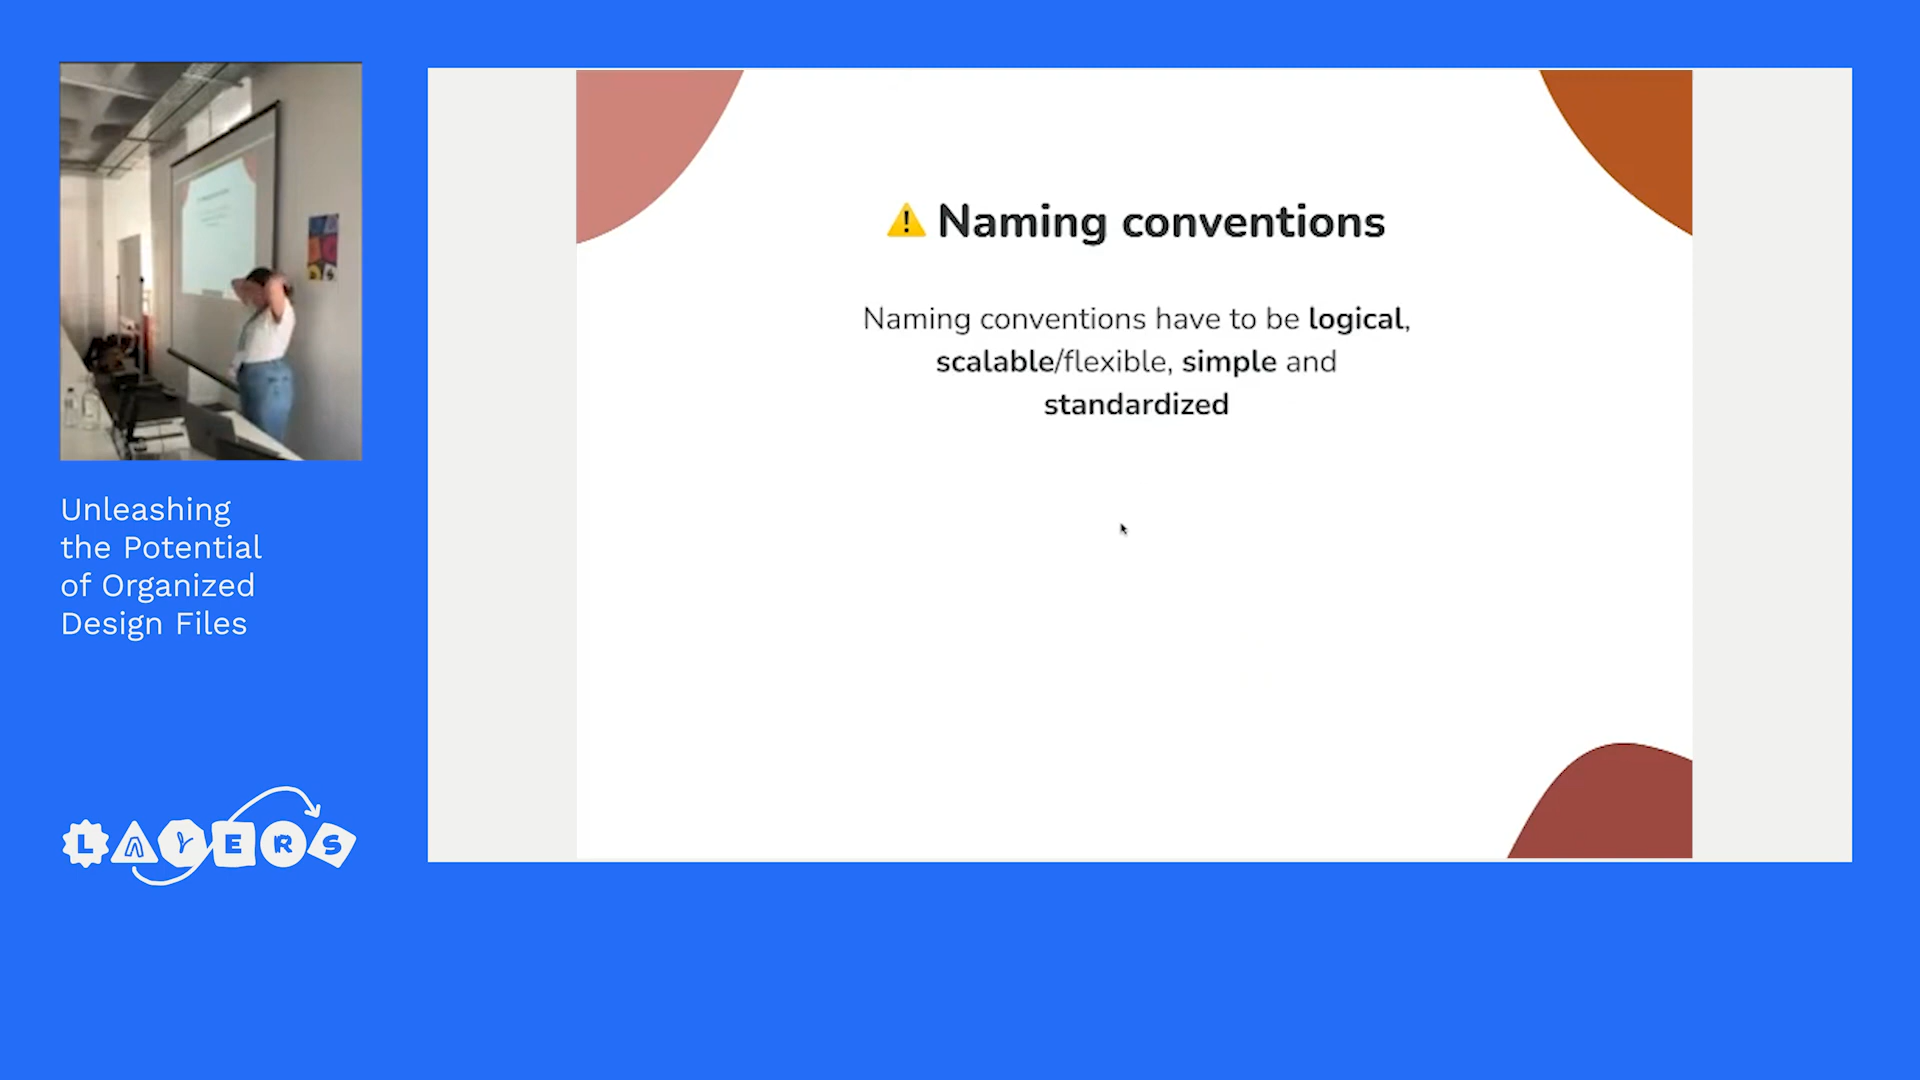 Unleashing
the Potential
of Organized
Design Files
LAYERS
⚠️ Naming conventions
Naming conventions have to be logical,
scalable/flexible, simple and
standardized